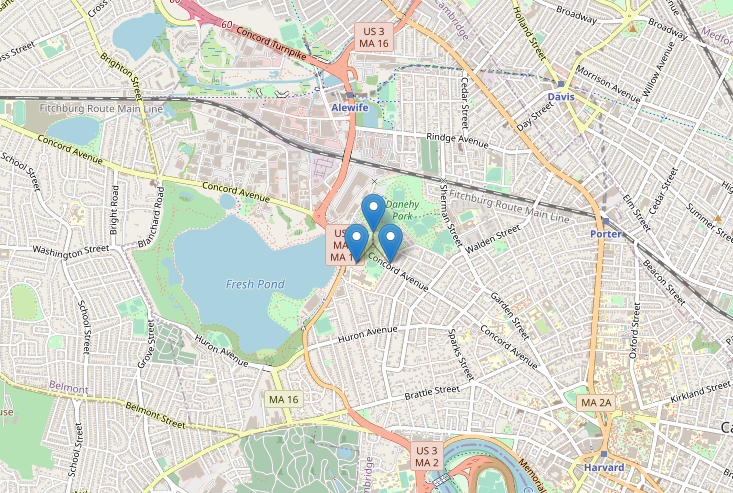 Cross Street
60
Concord Turnpike
60
US 3
MA 16
Cambridge
Holland Street
Broadway
Broadway
Medford
Brighton Street
Cedar Street
Davis
Morrison Avenue
Willow Avenue
Fitchburg Route Main Line
Alewife
Day Street
Concord Avenue
Rindge Avenue
School Street
Concord Avenue
Bright Road
Blanchard Road
Danehy
Park
Sherman Street
Fitchburg Route Main Line
Elm Street
Cedar Street
Summer Street
Porter
Walden Street
Washington Street
US
MA
MA 1
Concord Avenue
Fresh Pond
Beacon Street
Garden Street
School Street
Grove Street
Huron Avenue
Huron Avenue
Sparks Street
Concord Avenue
Oxford Street
Belmont
Brattle Street
Kirkland Street
MA 16
MA 2A
Belmont Street
School Street
US 3
MA 2
Memorial
Harvard